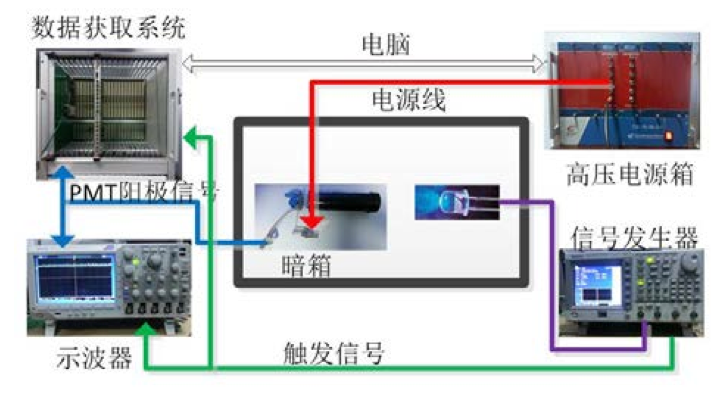 数据获取系统
电脑
电源线
高压电源箱
PMT阳极信号
暗箱
信号发生器
示波器
触发信号